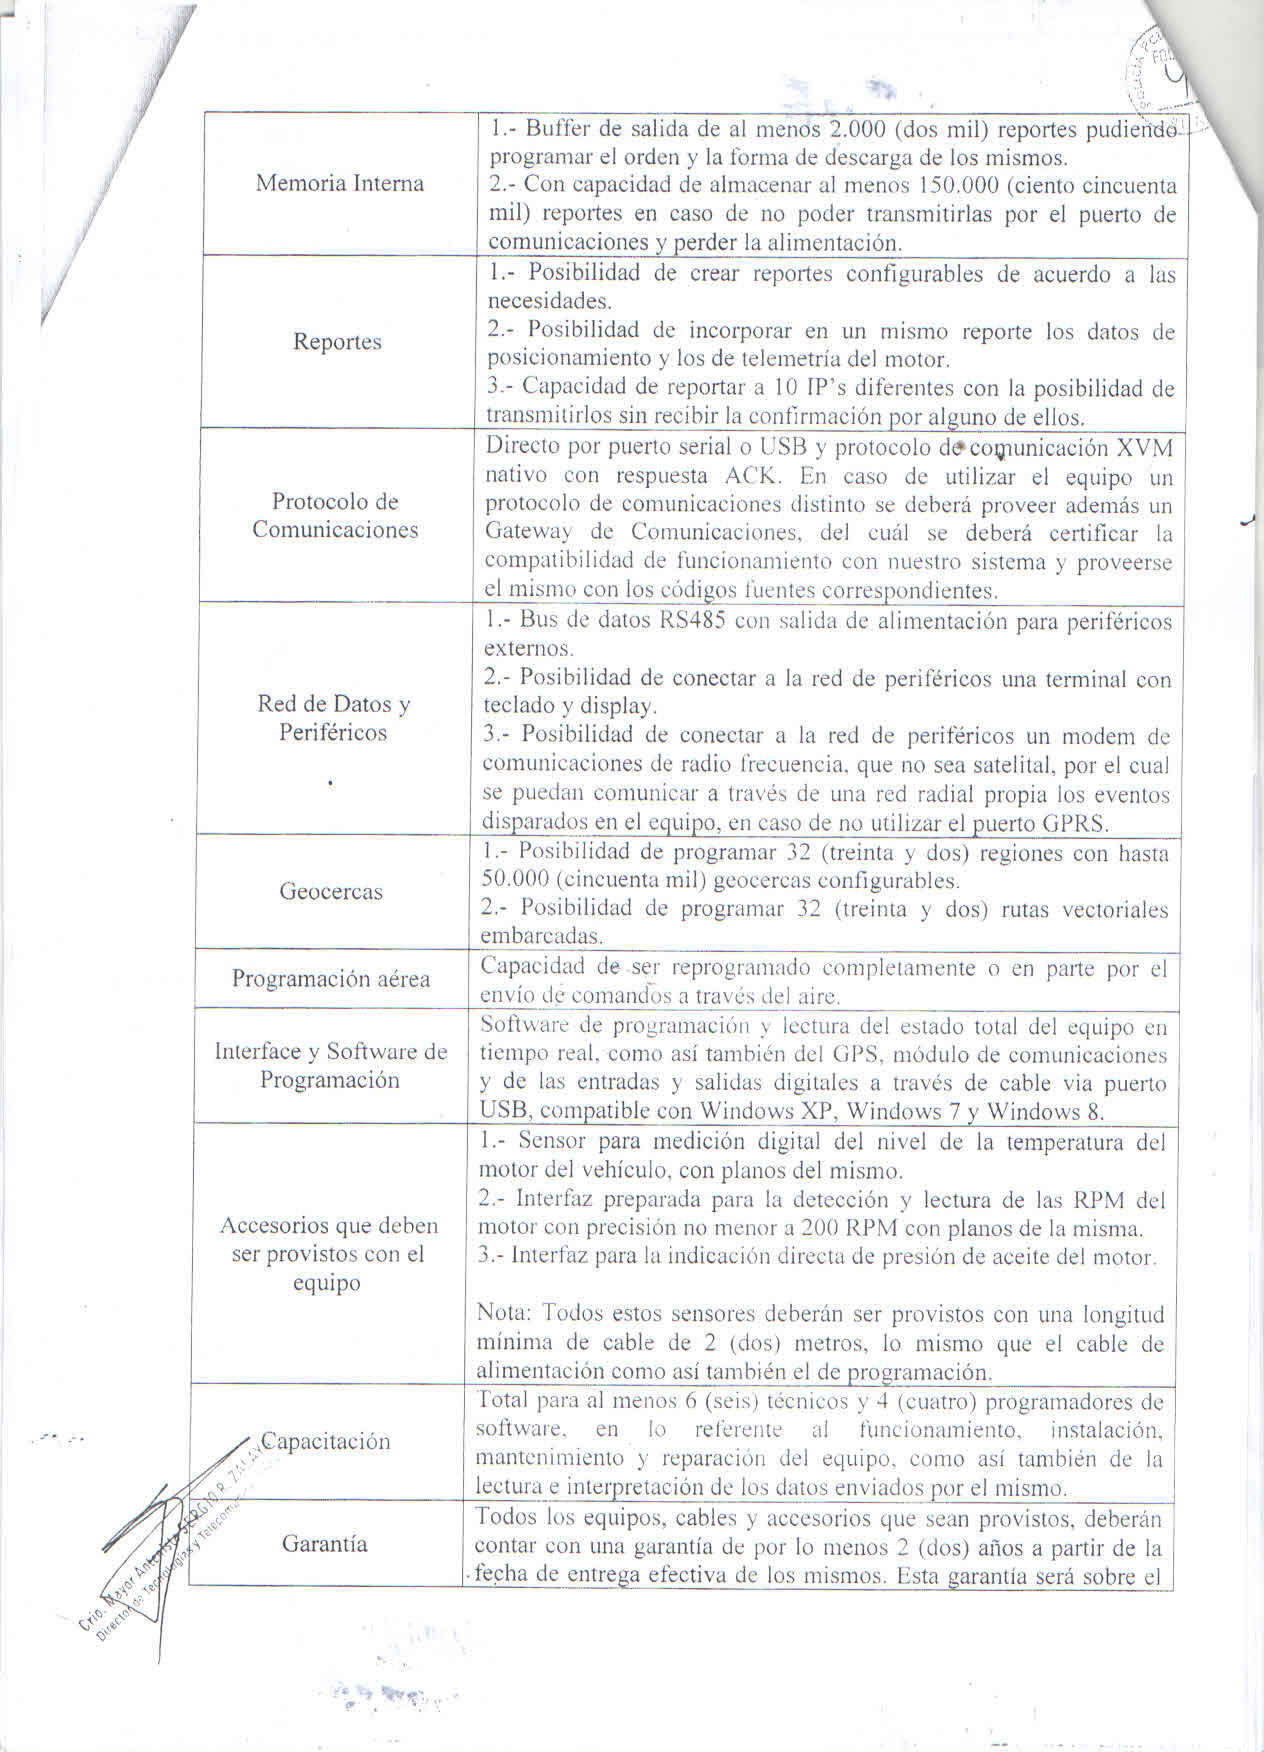 Memoria Interna
1.- Buffer de salida de al menos 2.000 (dos mil) reportes pudiendo
programar el orden y la forma de descarga de los mismos.
2.- Con capacidad de almacenar al menos 150.000 (ciento cincuenta
mil) reportes en caso de no poder transmitirlas por el puerto de
comunicaciones y perder la alimentación.
Reportes
1.- Posibilidad de crear reportes configurables de acuerdo a las
necesidades.
2.- Posibilidad de incorporar en un mismo reporte los datos de
posicionamiento y los de telemetría del motor.
3.- Capacidad de reportar a 10 IP's diferentes con la posibilidad de
transmitirlos sin recibir la confirmación por alguno de ellos.
Protocolo de
Comunicaciones
Directo por puerto serial o USB y protocolo de comunicación XVM
nativo con respuesta ACK. En caso de utilizar el equipo un
protocolo de comunicaciones distinto se deberá proveer además un
Gateway de Comunicaciones, del cuál se deberá certificar la
compatibilidad de funcionamiento con nuestro sistema y proveerse
el mismo con los códigos fuentes correspondientes.
Red de Datos y
Periféricos
1.- Bus de datos RS485 con salida de alimentación para periféricos
externos.
2.- Posibilidad de conectar a la red de periféricos una terminal con
teclado y display.
3.- Posibilidad de conectar a la red de periféricos un modem de
comunicaciones de radio frecuencia, que no sea satelital, por el cual
se puedan comunicar a través de una red radial propia los eventos
disparados en el equipo, en caso de no utilizar el puerto GPRS.
Geocercas
1.- Posibilidad de programar 32 (treinta y dos) regiones con hasta
50.000 (cincuenta mil) geocercas configurables.
2.- Posibilidad de programar 32 (treinta y dos) rutas vectoriales
embarcadas.
Programación aérea
Capacidad de ser reprogramado completamente o en parte por el
envío de comandos a través del aire.
Interface y Software de
Programación
Software de programación y lectura del estado total del equipo en
tiempo real, como así también del GPS, módulo de comunicaciones
y de las entradas y salidas digitales a través de cable via puerto
USB, compatible con Windows XP, Windows 7 y Windows 8.
Accesorios que deben
ser provistos con el
equipo
1.- Sensor para medición digital del nivel de la temperatura del
motor del vehículo, con planos del mismo.
2.- Interfaz preparada para la detección y lectura de las RPM del
motor con precisión no menor a 200 RPM con planos de la misma.
3.- Interfaz para la indicación directa de presión de aceite del motor.
Nota: Todos estos sensores deberán ser provistos con una longitud
mínima de cable de 2 (dos) metros, lo mismo que el cable de
alimentación como así también el de programación.
Capacitación
Total para al menos 6 (seis) técnicos y 4 (cuatro) programadores de
software, en lo referente al funcionamiento, instalación,
mantenimiento y reparación del equipo, como así también de la
lectura e interpretación de los datos enviados por el mismo.
Garantía
Todos los equipos, cables y accesorios que sean provistos, deberán
contar con una garantía de por lo menos 2 (dos) años a partir de la
fecha de entrega efectiva de los mismos. Esta garantía será sobre el
Crio. Mayor Antenista SERGIO R.
Director de Tecnologías y